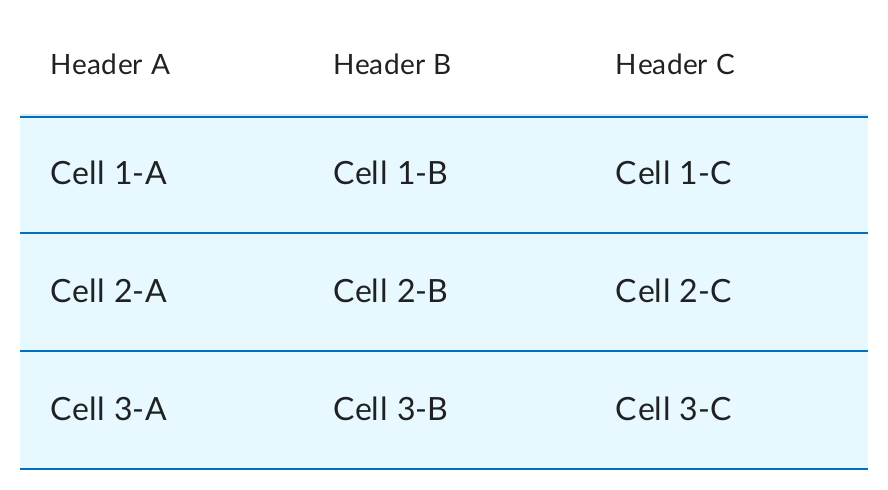 Header A Header B Header C
Cell 1-A Cell 1-B Cell 1-C
Cell 2-A Cell 2-B Cell 2-C
Cell 3-A Cell 3-B Cell 3-C